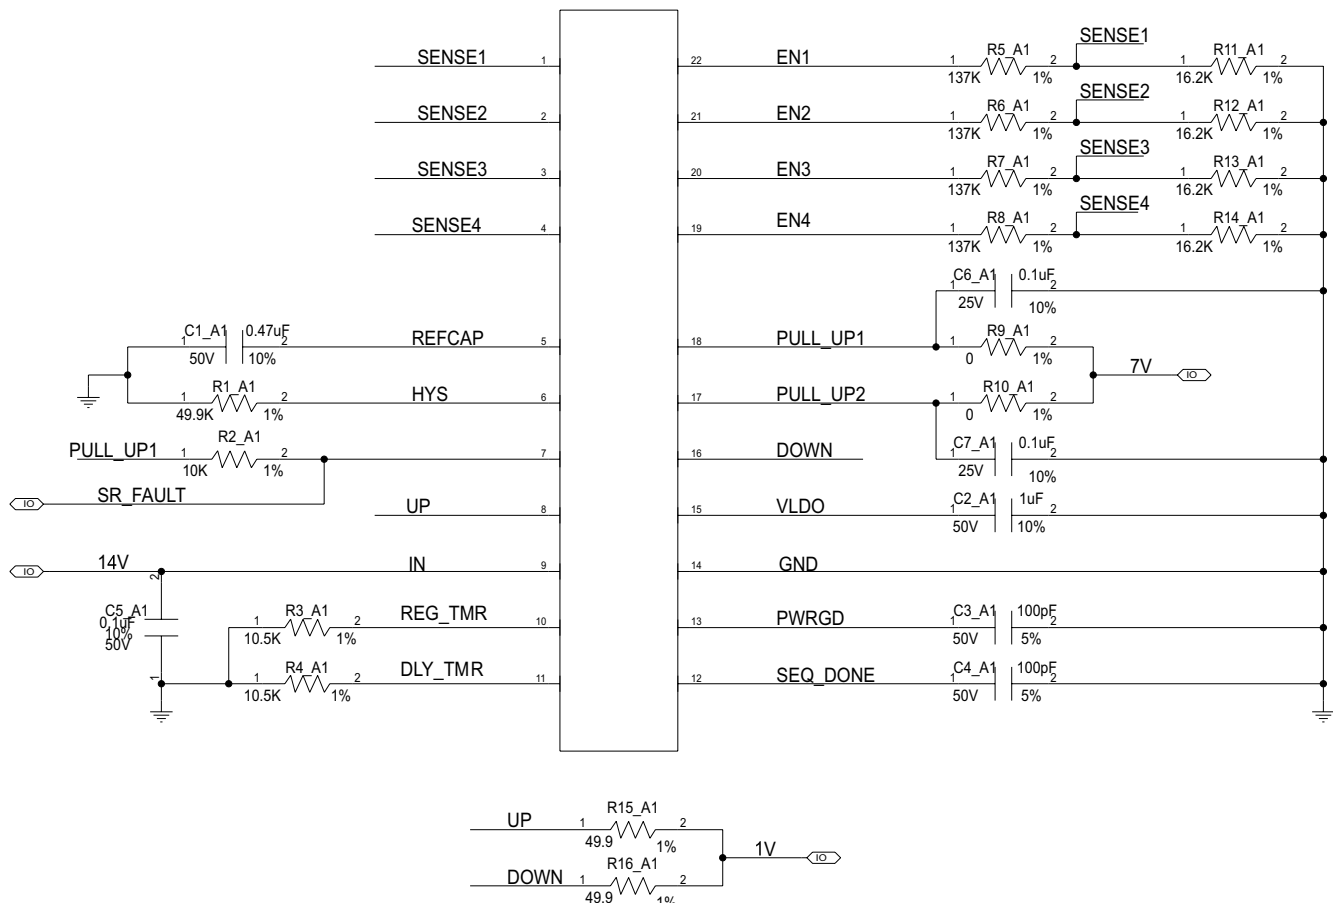 SENSE1 1
SENSE2 2
SENSE3 3
SENSE4 4
C1_A1 0.47uF
1 2 REFCAP 5
50V 10%
R1_A1
1 2 HYS 6
49.9K 1%
R2_A1
PULL_UP1 1 2 7
10K 1%
IO SR_FAULT
UP 8
IO 14V IN 9
2
C5_A1
0.1uF
10%
50V
1
R3_A1
1 2 REG_TMR 10
10.5K 1%
R4_A1
1 2 DLY_TMR 11
10.5K 1%
SENSE1
22 EN1 1 R5_A1 2 1 R11_A1 2
137K 1% 16.2K 1%
SENSE2
21 EN2 1 R6_A1 2 1 R12_A1 2
137K 1% 16.2K 1%
SENSE3
20 EN3 1 R7_A1 2 1 R13_A1 2
137K 1% 16.2K 1%
SENSE4
19 EN4 1 R8_A1 2 1 R14_A1 2
137K 1% 16.2K 1%
C6_A1 0.1uF
1 2
25V 10%
18 PULL_UP1 1 R9_A1 2
0 1%
7V IO
17 PULL_UP2 1 R10_A1 2
0 1%
C7_A1 0.1uF
16 DOWN 1 2
25V 10%
C2_A1 1uF
15 VLDO 1 2
50V 10%
14 GND
C3_A1 100pF
13 PWRGD 1 2
50V 5%
C4_A1 100pF
12 SEQ_DONE 1 2
50V 5%
R15_A1
UP 1 2
49.9 1%
1V IO
R16_A1
DOWN 1 2
49.9 1%